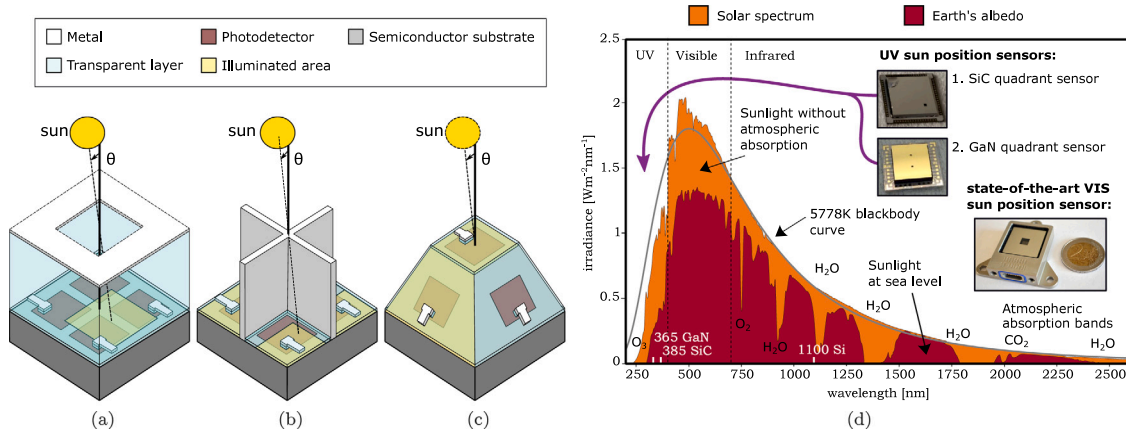 Metal
Photodetector
Semiconductor substrate
Transparent layer
Illuminated area
sun
θ
sun
θ
sun
θ
(a)
(b)
(c)
Solar spectrum
Earth's albedo
2.5
2
1.5
1
0.5
0
irradiance [Wm⁻²nm⁻¹]
UV
Visible
Infrared
UV sun position sensors:
1. SiC quadrant sensor
2. GaN quadrant sensor
state-of-the-art VIS
sun position sensor:
Sunlight without
atmospheric
absorption
5778K blackbody
curve
H₂O
Sunlight
at sea level
H₂O
H₂O
Atmospheric
absorption bands
CO₂
H₂O
O₃
O₂
H₂O
365 GaN
385 SiC
1100 Si
250
500
750
1000
1250
1500
1750
2000
2250
2500
wavelength [nm]
(d)